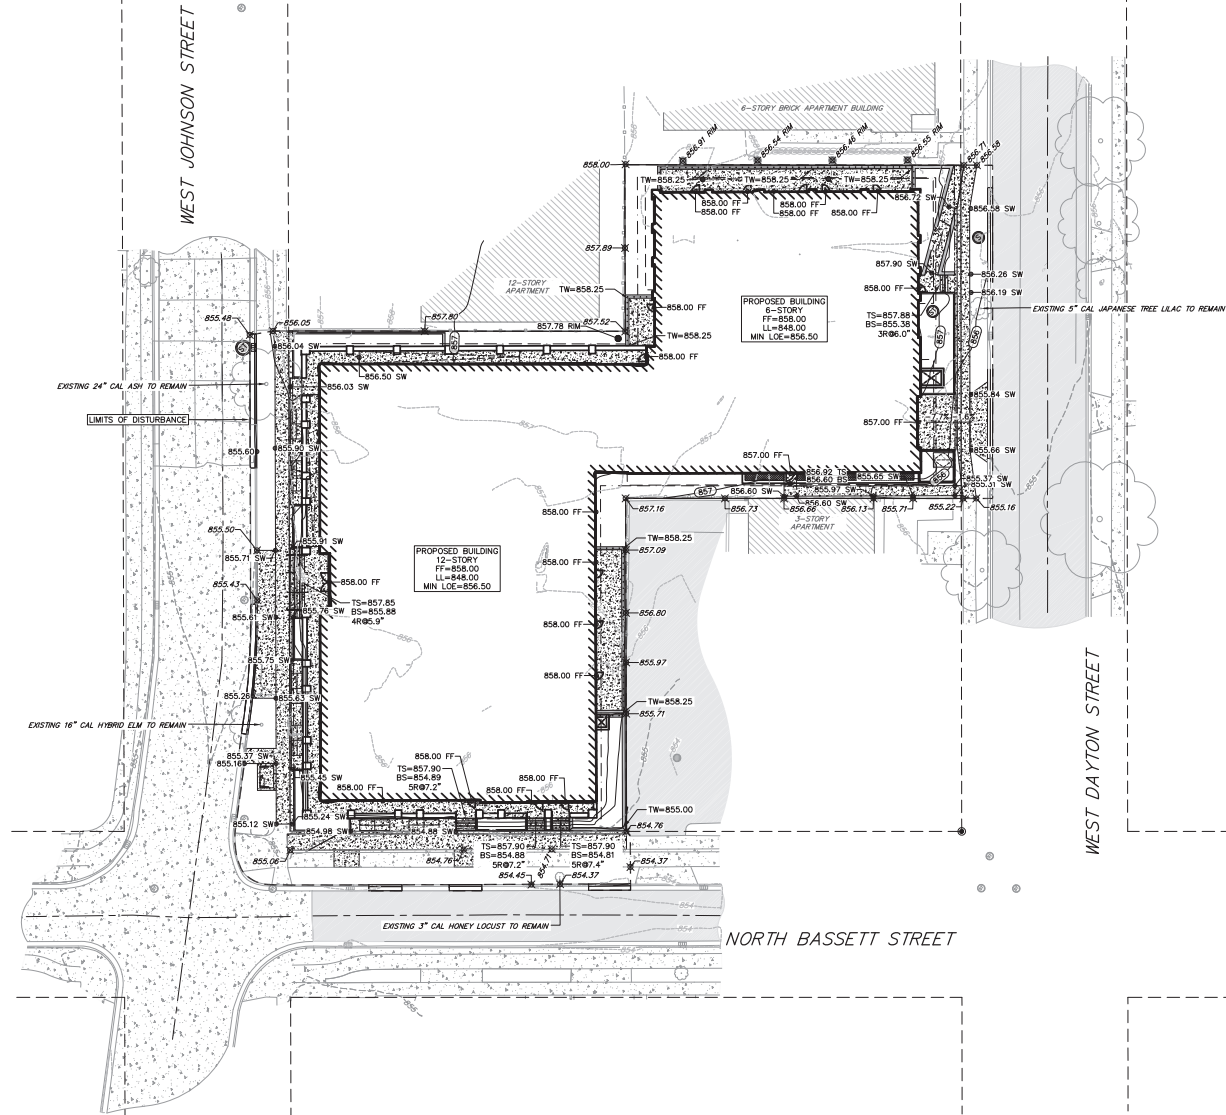 WEST JOHNSON STREET
6-STORY BRICK APARTMENT BUILDING
856.91 RIM
856.54 RIM
856.46 RIM
856.55 RIM
856.71
856.58
858.00
TW=858.25
TW=858.25
TW=858.25
TW=858.25
858.00 FF
858.00 FF
858.00 FF
858.00 FF
858.00 FF
856.72 SW
856.58 SW
857.89
857.90 SW
856.26 SW
858.00 FF
856.19 SW
12-STORY
APARTMENT
TW=858.25
858.00 FF
PROPOSED BUILDING
6-STORY
FF=858.00
LL=848.00
MIN LOE=856.50
TS=857.88
BS=855.38
3R@6.0"
EXISTING 5" CAL JAPANESE TREE LILAC TO REMAIN
857
856
855.48
856.05
857.80
857.52
857.78 RIM
TW=858.25
857
856.04 SW
858.00 FF
856.50 SW
856.03 SW
EXISTING 24" CAL ASH TO REMAIN
LIMITS OF DISTURBANCE
855.84 SW
857.00 FF
855.60
855.90 SW
855.66 SW
857.00 FF
856.92 TS
856.60 BS
855.65 SW
856
855.37 SW
855.31 SW
857
856.60 SW
855.97 SW
857.16
856.73
856.66
856.60 SW
856.13
855.71
855.22
855.16
858.00 FF
3-STORY
APARTMENT
855.50
855.91 SW
855.71 SW
TW=858.25
857.09
PROPOSED BUILDING
12-STORY
FF=858.00
LL=848.00
MIN LOE=856.50
858.00 FF
855.43
858.00 FF
TS=857.85
BS=855.88
4R@5.9"
855.76 SW
855.61 SW
856.80
858.00 FF
855.75 SW
855.97
858.00 FF
855.26
855.63 SW
TW=858.25
855.71
EXISTING 16" CAL HYBRID ELM TO REMAIN
WEST DAYTON STREET
855.37 SW
855.16
858.00 FF
TS=857.90
BS=854.89
5R@7.2"
855.45 SW
858.00 FF
858.00 FF
858.00 FF
TW=855.00
855.24 SW
855.12 SW
854.98 SW
854.88 SW
854.76
TS=857.90
BS=854.88
5R@7.2"
TS=857.90
BS=854.81
5R@7.4"
854.71
855.06
854.76
854.37
854.45
854.37
EXISTING 3" CAL HONEY LOCUST TO REMAIN
NORTH BASSETT STREET
854
854
856